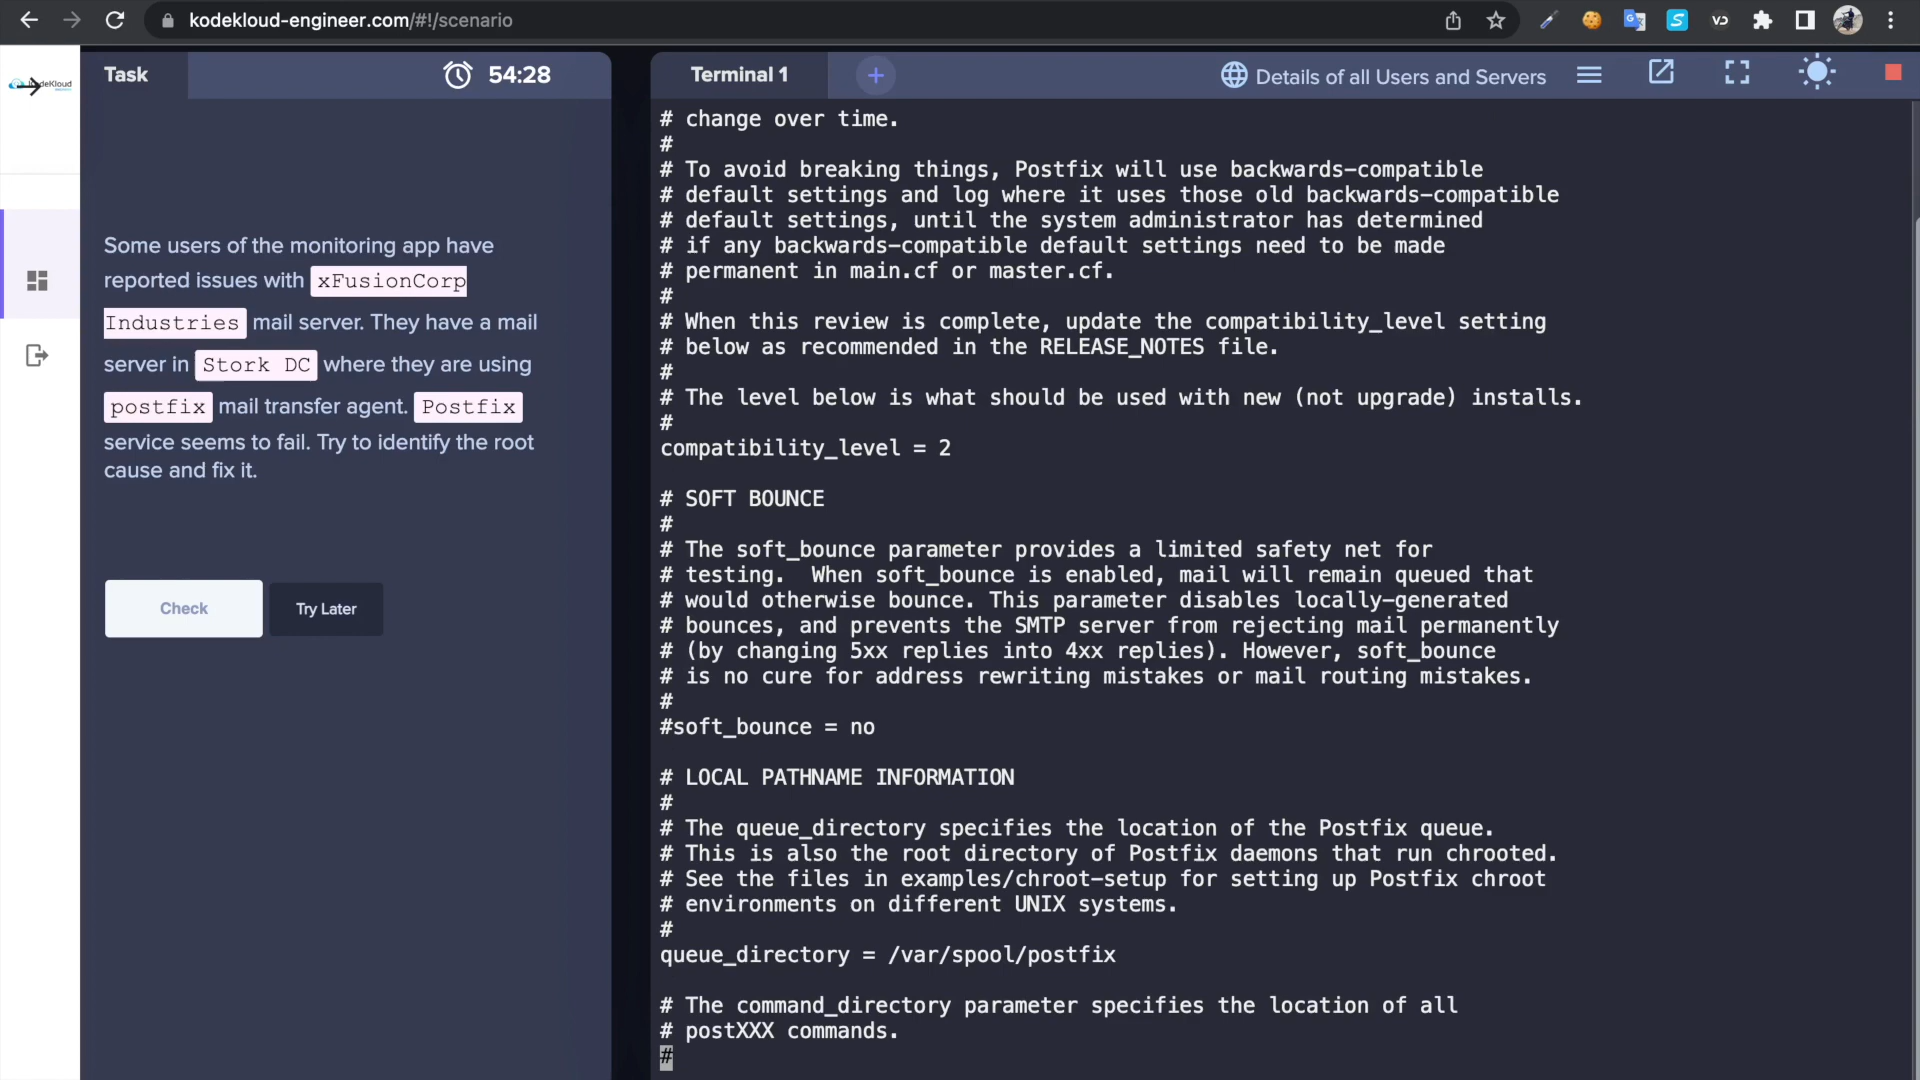 kodekloud-engineer.com/#!/scenario
Task
54:28
Terminal 1
+
Details of all Users and Servers
Some users of the monitoring app have
reported issues with xFusionCorp
Industries mail server. They have a mail
server in Stork DC where they are using
postfix mail transfer agent. Postfix
service seems to fail. Try to identify the root
cause and fix it.
Check
Try Later
# change over time.
#
# To avoid breaking things, Postfix will use backwards-compatible
# default settings and log where it uses those old backwards-compatible
# default settings, until the system administrator has determined
# if any backwards-compatible default settings need to be made
# permanent in main.cf or master.cf.
#
# When this review is complete, update the compatibility_level setting
# below as recommended in the RELEASE_NOTES file.
#
# The level below is what should be used with new (not upgrade) installs.
#
compatibility_level = 2
# SOFT BOUNCE
#
# The soft_bounce parameter provides a limited safety net for
# testing.  When soft_bounce is enabled, mail will remain queued that
# would otherwise bounce. This parameter disables locally-generated
# bounces, and prevents the SMTP server from rejecting mail permanently
# (by changing 5xx replies into 4xx replies). However, soft_bounce
# is no cure for address rewriting mistakes or mail routing mistakes.
#
#soft_bounce = no
# LOCAL PATHNAME INFORMATION
#
# The queue_directory specifies the location of the Postfix queue.
# This is also the root directory of Postfix daemons that run chrooted.
# See the files in examples/chroot-setup for setting up Postfix chroot
# environments on different UNIX systems.
#
queue_directory = /var/spool/postfix
# The command_directory parameter specifies the location of all
# postXXX commands.
#